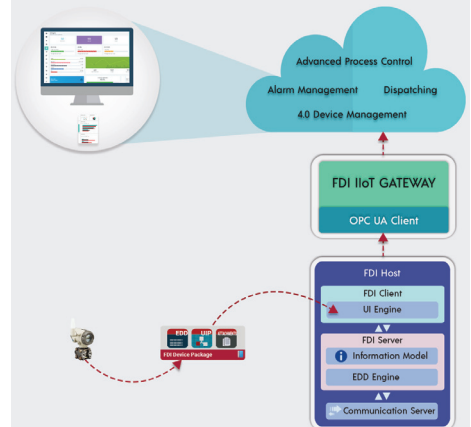 Advanced Process Control
Alarm Management
Dispatching
4.0 Device Management
FDI IIoT GATEWAY
OPC UA Client
FDI Host
FDI Client
UI Engine
FDI Server
Information Model
EDD Engine
Communication Server
EDD
UIP
ATTACHMENTS
FDI Device Package